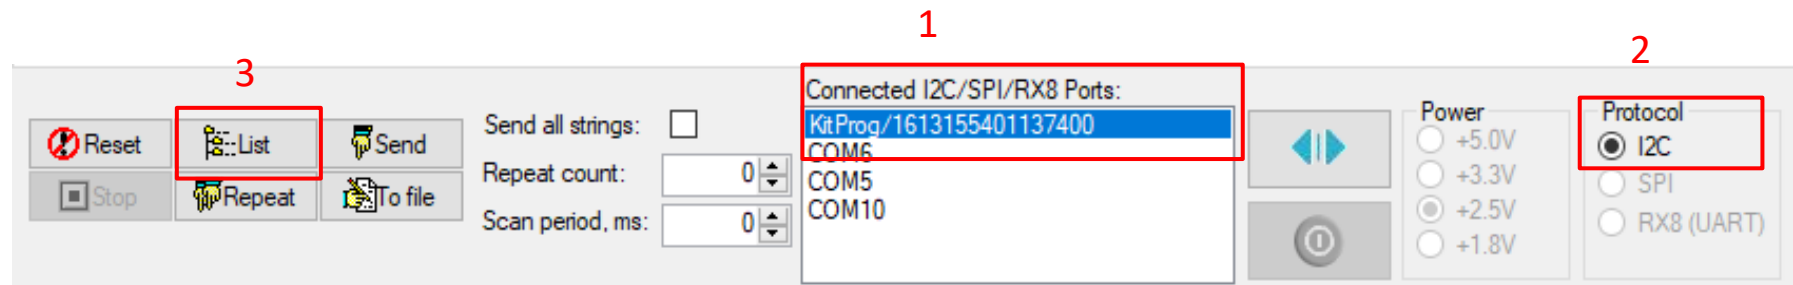 1
2
3
Reset
List
Send
Stop
Repeat
To file
Send all strings:
Repeat count: 0
Scan period, ms: 0
Connected I2C/SPI/RX8 Ports:
KitProg/1613155401137400
COM6
COM5
COM10
Power
+5.0V
+3.3V
+2.5V
+1.8V
Protocol
I2C
SPI
RX8 (UART)